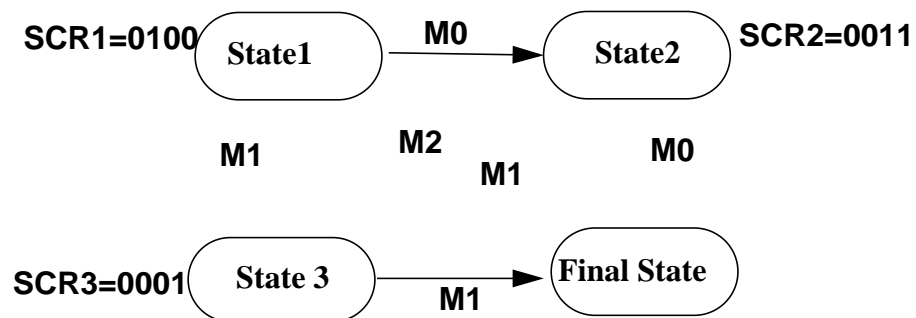 SCR1=0100
State1
M0
State2
SCR2=0011
M1
M2
M1
M0
SCR3=0001
State 3
M1
Final State